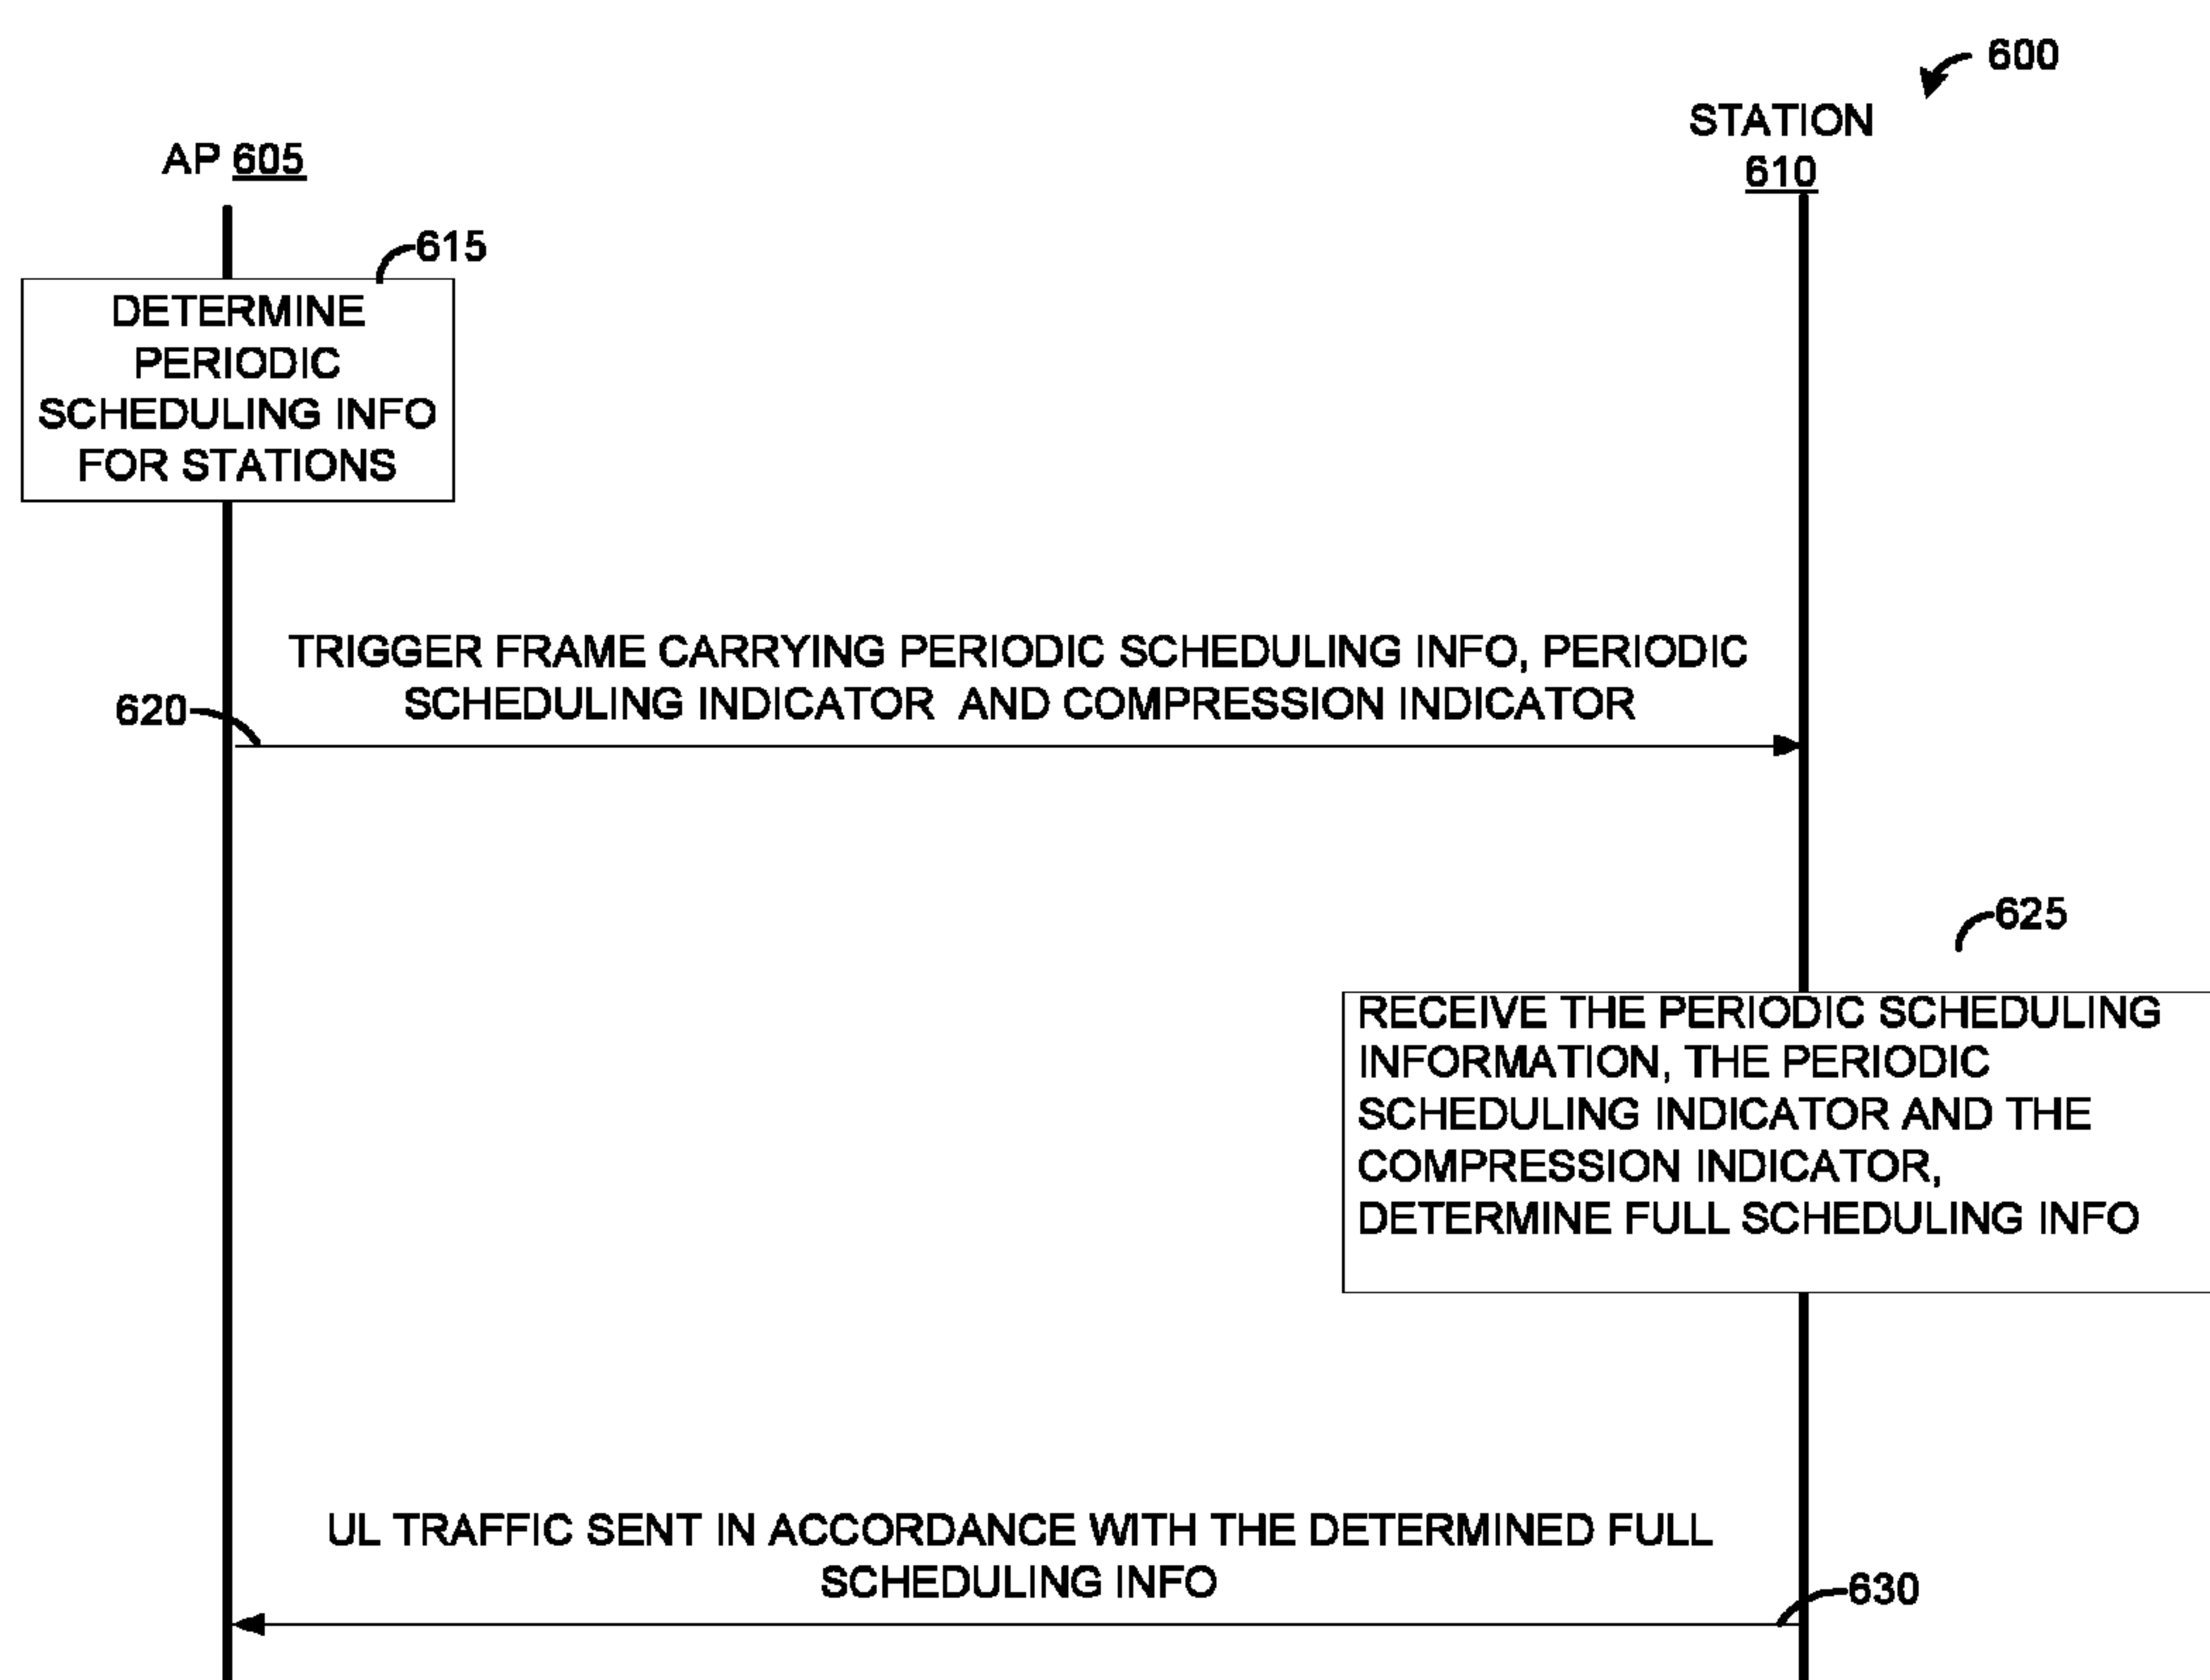 600
STATION
610
AP 605
615
DETERMINE
PERIODIC
SCHEDULING INFO
FOR STATIONS
TRIGGER FRAME CARRYING PERIODIC SCHEDULING INFO, PERIODIC
SCHEDULING INDICATOR AND COMPRESSION INDICATOR
620
625
RECEIVE THE PERIODIC SCHEDULING
INFORMATION, THE PERIODIC
SCHEDULING INDICATOR AND THE
COMPRESSION INDICATOR,
DETERMINE FULL SCHEDULING INFO
UL TRAFFIC SENT IN ACCORDANCE WITH THE DETERMINED FULL
SCHEDULING INFO
630